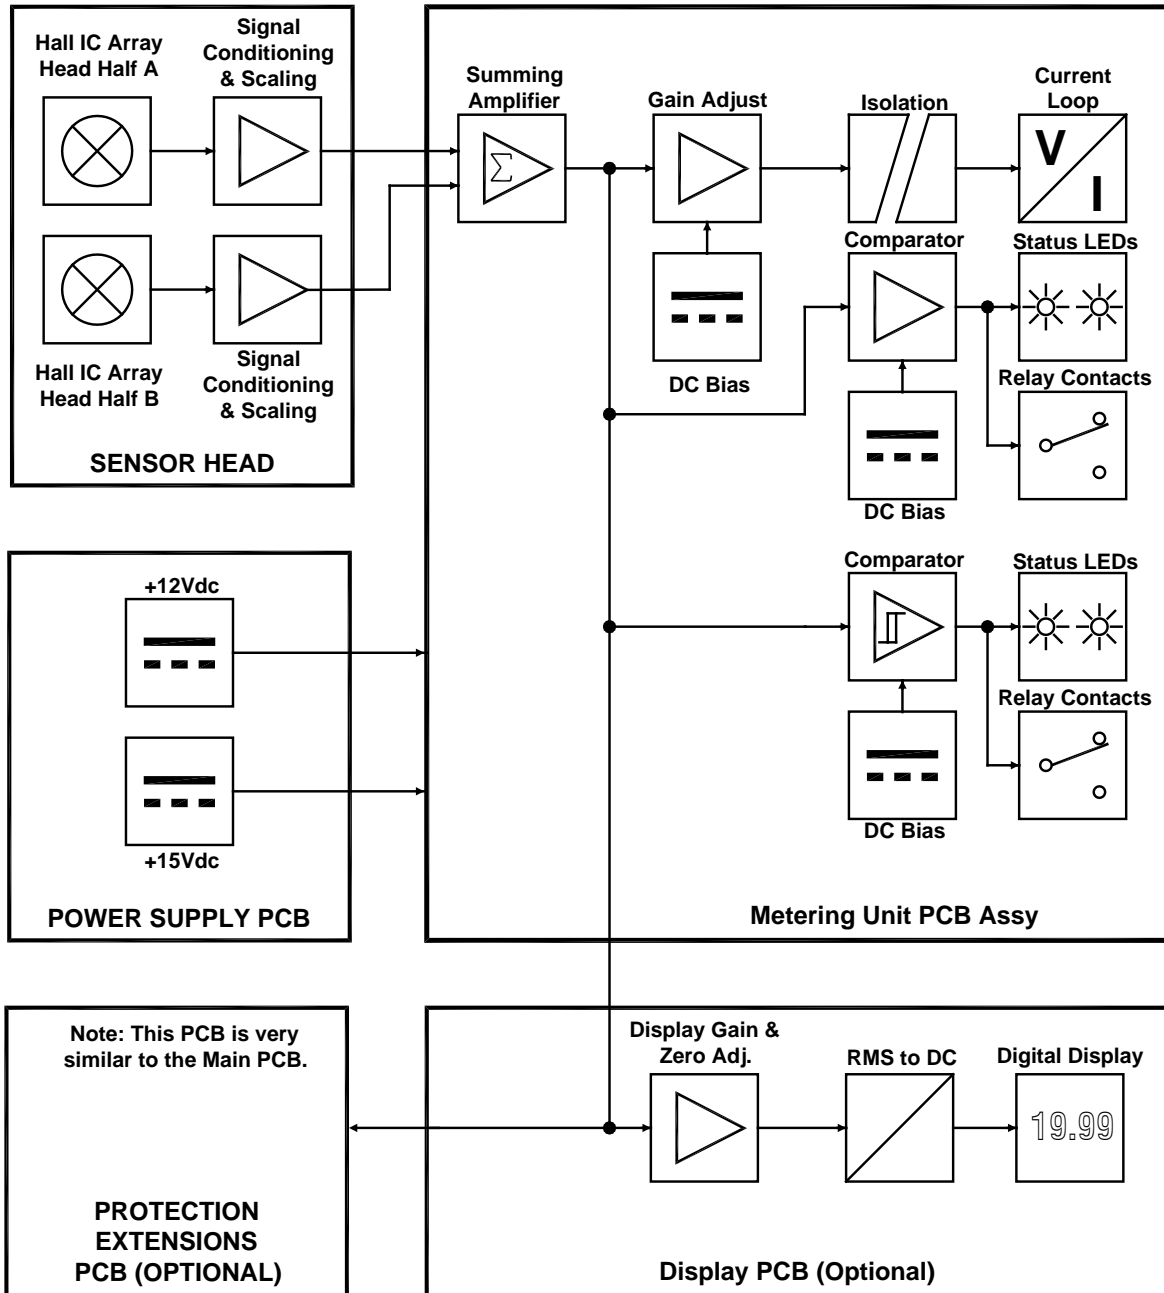 Hall IC Array
Head Half A
Signal
Conditioning
& Scaling
Hall IC Array
Head Half B
Signal
Conditioning
& Scaling
SENSOR HEAD
Summing
Amplifier
Σ
Gain Adjust
Isolation
Current
Loop
V
I
DC Bias
Comparator
Status LEDs
Relay Contacts
DC Bias
Comparator
Status LEDs
Relay Contacts
DC Bias
Metering Unit PCB Assy
+12Vdc
+15Vdc
POWER SUPPLY PCB
Note: This PCB is very
similar to the Main PCB.
PROTECTION
EXTENSIONS
PCB (OPTIONAL)
Display Gain &
Zero Adj.
RMS to DC
Digital Display
19.99
Display PCB (Optional)